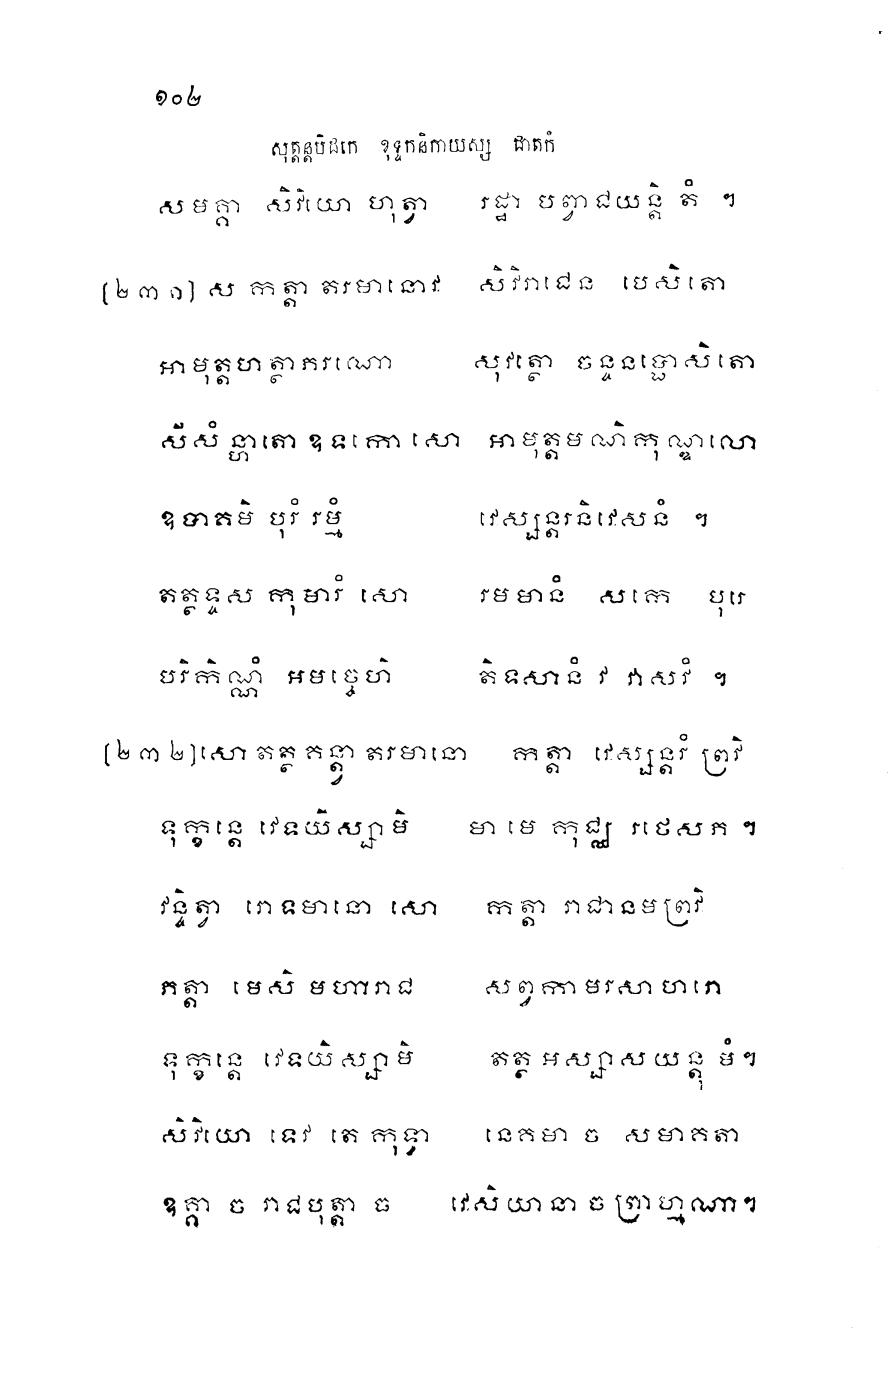 ១០២
សុត្តន្តបិដកេ ខុទ្ទកនិកាយស្ស ជាតកំ
សមគ្គា សិវិយោ ហុត្វា រដ្ឋា បព្វាជយន្តិ តំ ។
(២៣១) ស កត្តា តរមានោវ សិវិរាជេន បេសិតោ
អាមុត្តហត្ថាភរណោ សុវត្ថោ ចន្ទនប្ផោសិតោ
សីសំន្ហាតោ ឧទកេ សោ អាមុត្តមណិកុណ្ឌលោ
ឧបាគមិ បុរំ រម្មំ វេស្សន្តរនិវេសនំ ។
តត្ថទ្ទស កុមារំ សោ រមមានំ សកេ បុរេ
បរិកិណ្ណំ អមច្ចេហិ តិទសានំ វ វាសវំ ។
(២៣២) សោ តត្ថ គន្ត្វា តរមានោ កត្តា វេស្សន្តរំ ព្រវិ
ទុក្ខន្តេ វេទយិស្សាមិ មា មេ កុជ្ឈ រថេសភ ។
វន្ទិត្វា រោទមានោ សោ កត្តា រាជានមព្រវិ
ភត្តា មេសិ មហារាជ សព្វកាមរសាហរោ
ទុក្ខន្តេ វេទយិស្សាមិ តត្ថ អស្សាសយន្តុ មំ។
សិវិយោ ទេវ តេ កុទ្ធា នេគមា ច សមាគតា
ឧគ្គា ច រាជបុត្តា ច វេសិយានា ច ព្រាហ្មណា។